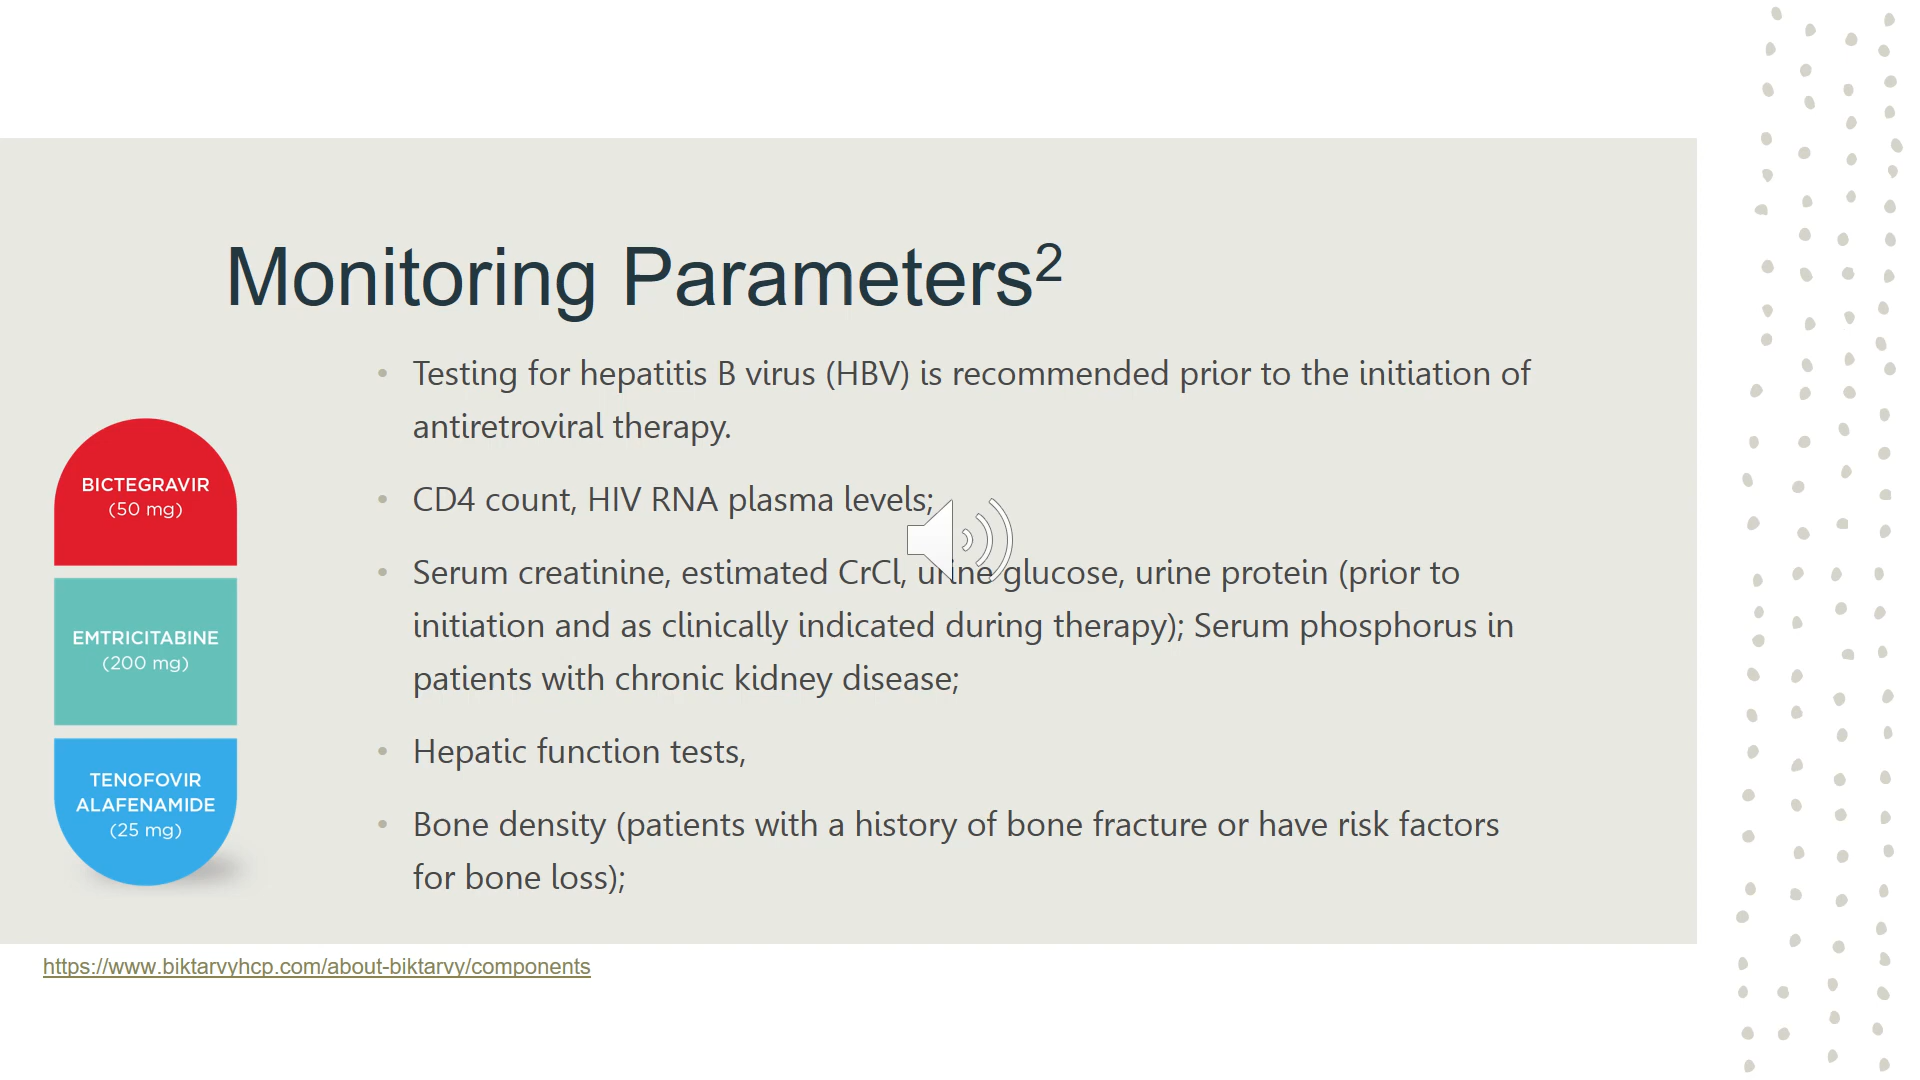 Monitoring Parameters²
• Testing for hepatitis B virus (HBV) is recommended prior to the initiation of
antiretroviral therapy.
• CD4 count, HIV RNA plasma levels;
• Serum creatinine, estimated CrCl, urine glucose, urine protein (prior to
initiation and as clinically indicated during therapy); Serum phosphorus in
patients with chronic kidney disease;
• Hepatic function tests,
• Bone density (patients with a history of bone fracture or have risk factors
for bone loss);
BICTEGRAVIR
(50 mg)
EMTRICITABINE
(200 mg)
TENOFOVIR
ALAFENAMIDE
(25 mg)
https://www.biktarvyhcp.com/about-biktarvy/components